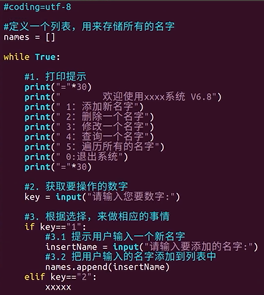 #coding=utf-8
#定义一个列表，用来存储所有的名字
names = []
while True:
#1. 打印提示
print("="*30)
print("      欢迎使用xxxx系统 V6.8")
print(" 1：添加新名字")
print(" 2：删除一个名字")
print(" 3：修改一个名字")
print(" 4：查询一个名字")
print(" 5：遍历所有的名字")
print(" 0:退出系统")
print("="*30)
#2. 获取要操作的数字
key = input("请输入您要数字:")
#3. 根据选择，来做相应的事情
if key=="1":
#3.1 提示用户输入一个新名字
insertName = input("请输入要添加的名字:")
#3.2 把用户输入的名字添加到列表中
names.append(insertName)
elif key=="2":
xxxxx